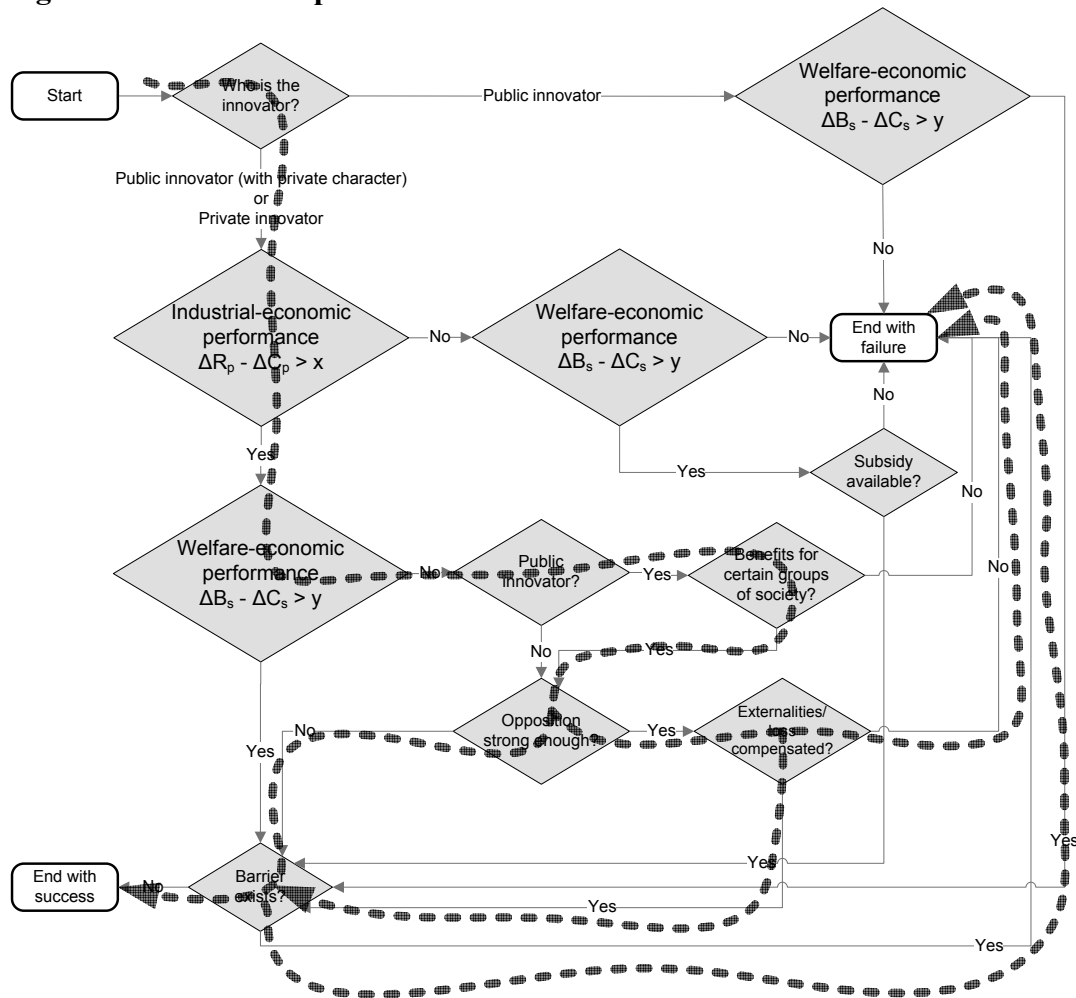 Start
Who is the
innovator?
Public innovator
Welfare-economic
performance
ΔBs - ΔCs > y
Public innovator (with private character)
or
Private innovator
No
Industrial-economic
performance
ΔRp - ΔCp > x
No
Welfare-economic
performance
ΔBs - ΔCs > y
No
End with
failure
No
Yes
Yes
Subsidy
available?
No
Welfare-economic
performance
ΔBs - ΔCs > y
No
Public
innovator?
Yes
Benefits for
certain groups
of society?
No
No
Yes
Yes
No
Opposition
strong enough?
Yes
Externalities/
loss
compensated?
Yes
Yes
End with
success
No
Barrier
exists?
Yes
Yes